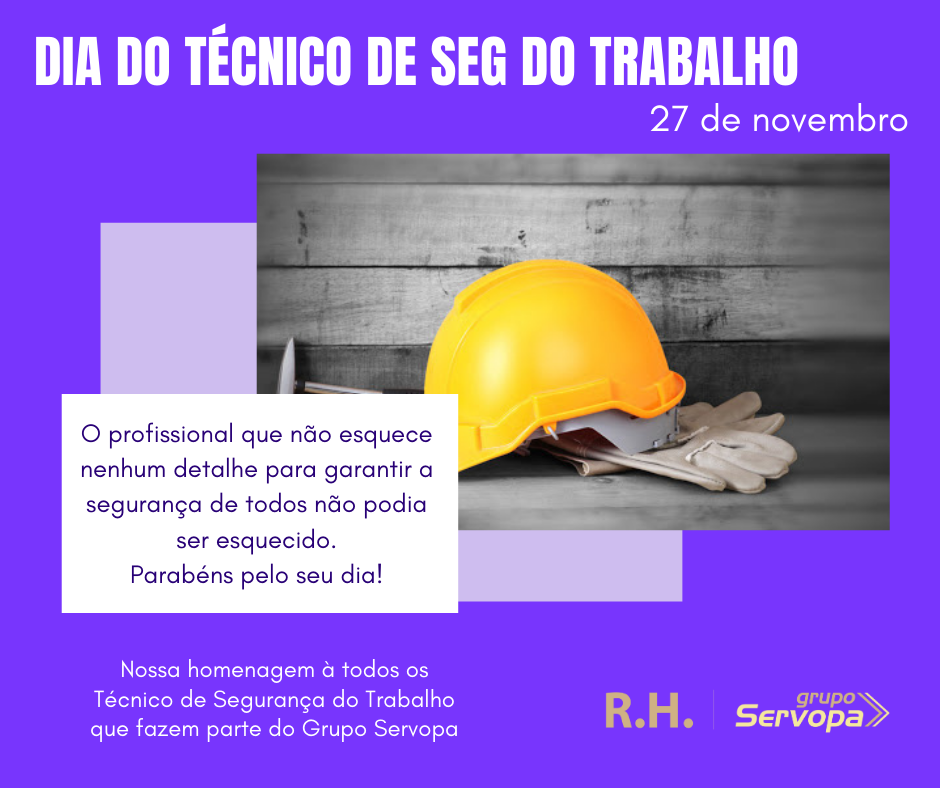 DIA DO TÉCNICO DE SEG DO TRABALHO
27 de novembro
O profissional que não esquece
nenhum detalhe para garantir a
segurança de todos não podia
ser esquecido.
Parabéns pelo seu dia!
Nossa homenagem à todos os
Técnico de Segurança do Trabalho
que fazem parte do Grupo Servopa
R.H.
grupo
Servopa